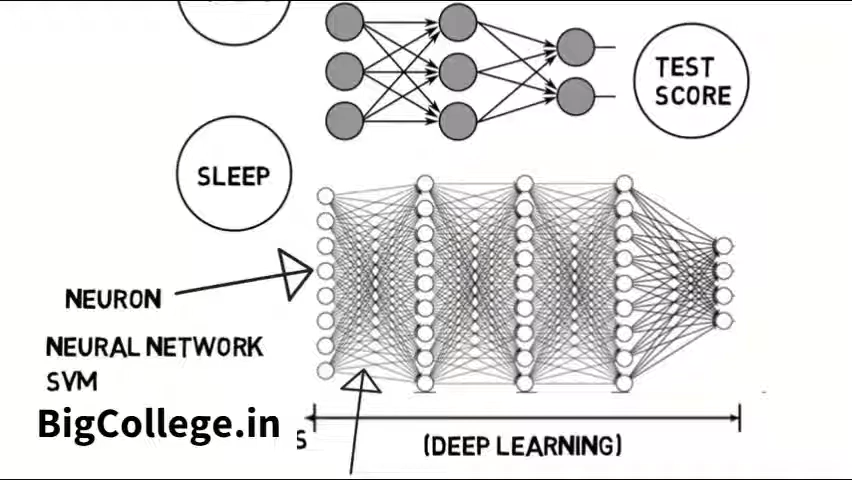 TEST
SCORE
SLEEP
NEURON
NEURAL NETWORK
SVM
BigCollege.in
S
(DEEP LEARNING)